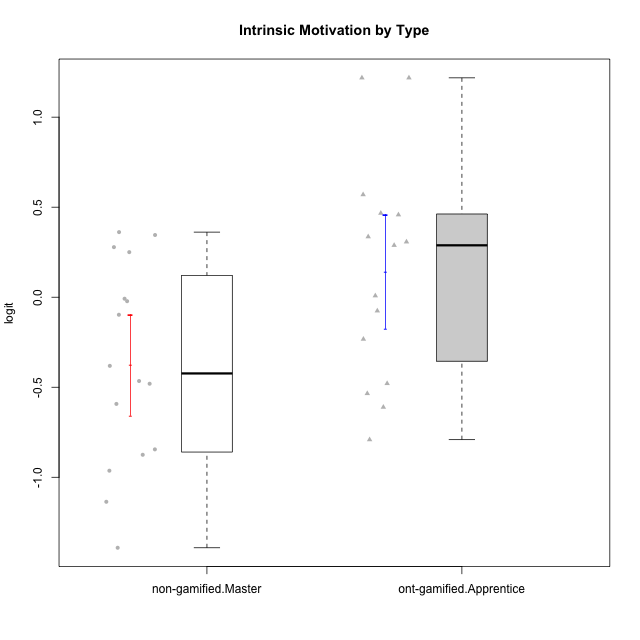 Intrinsic Motivation by Type
logit
1.0
0.5
0.0
-0.5
-1.0
non-gamified.Master
ont-gamified.Apprentice